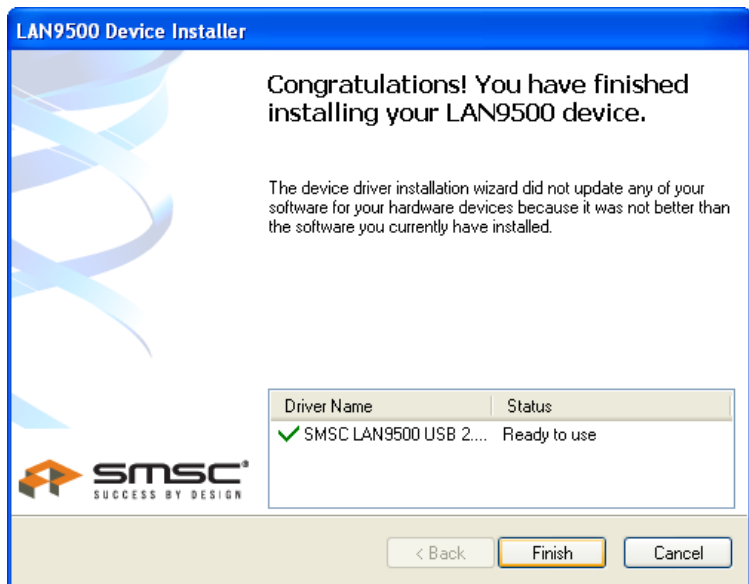 LAN9500 Device Installer
Congratulations! You have finished
installing your LAN9500 device.
The device driver installation wizard did not update any of your
software for your hardware devices because it was not better than
the software you currently have installed.
Driver Name Status
SMSC LAN9500 USB 2.... Ready to use
smsc®
SUCCESS BY DESIGN
< Back Finish Cancel